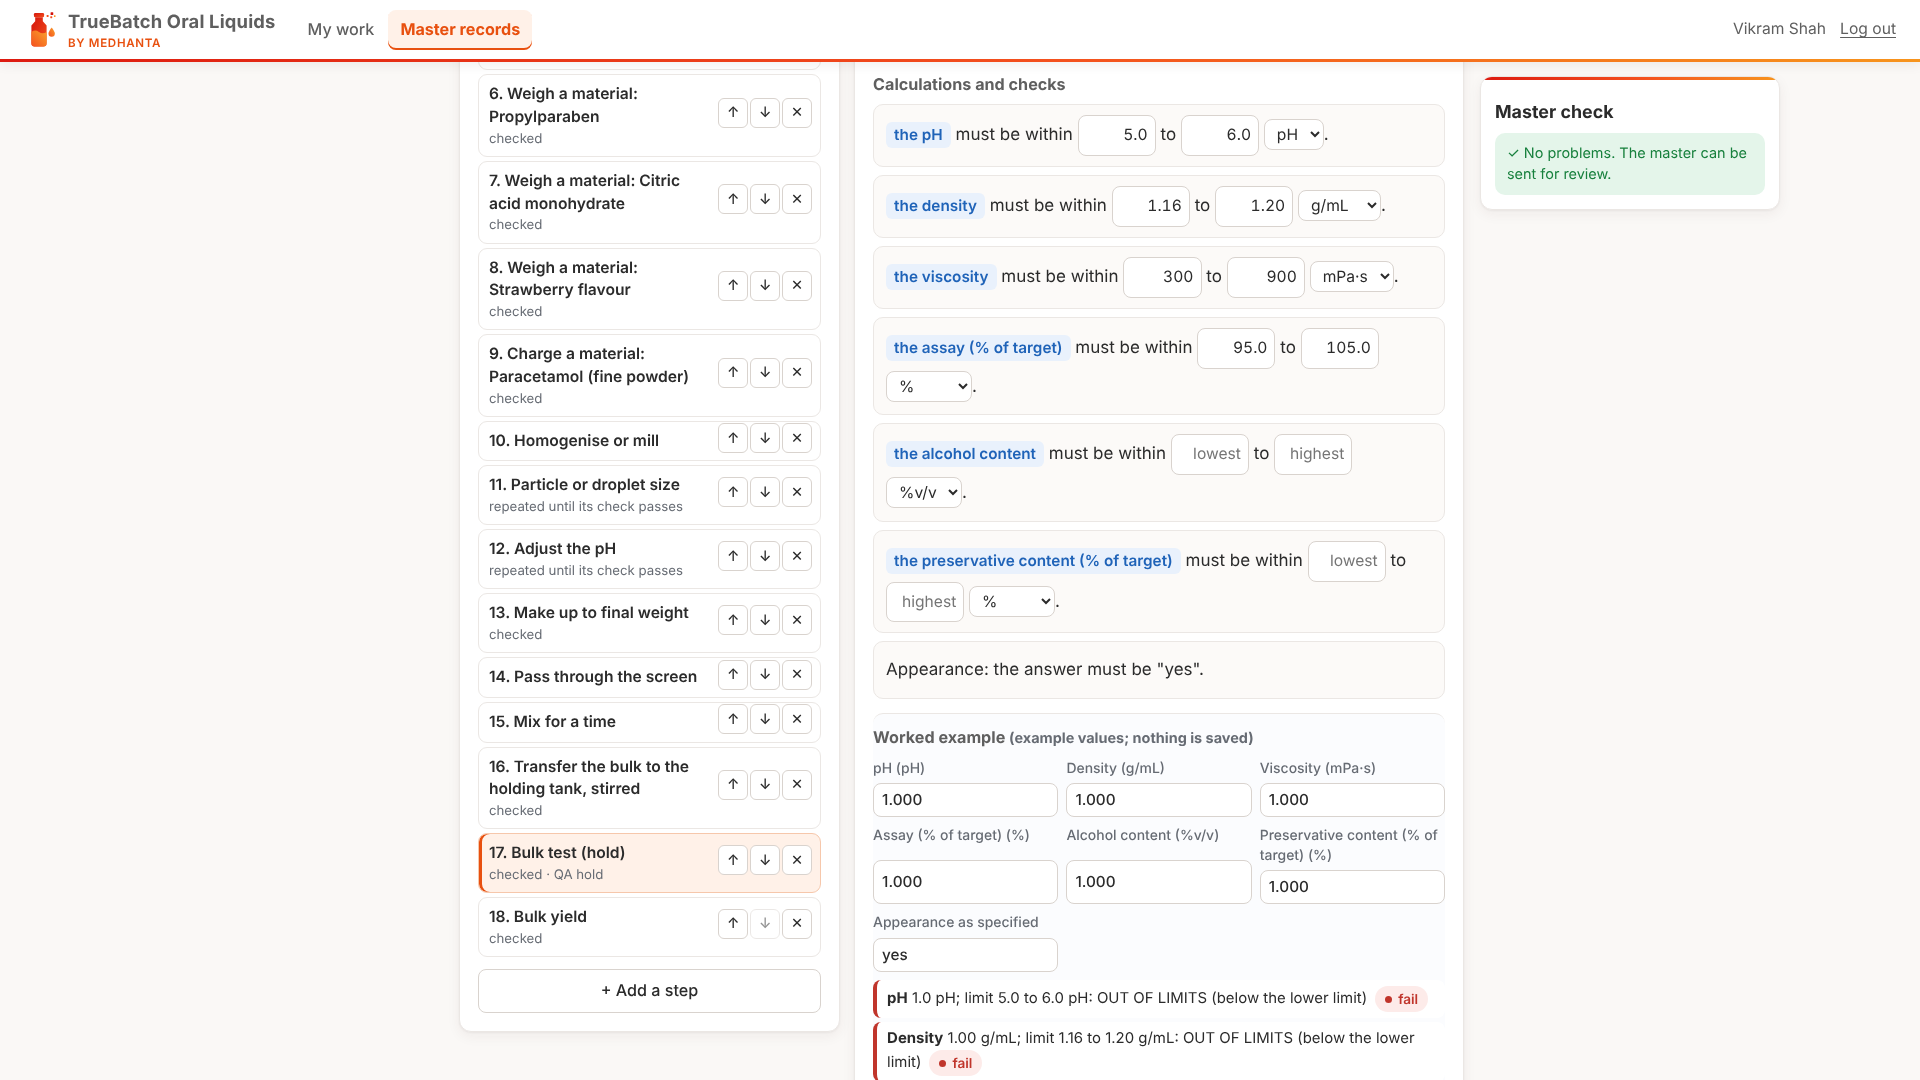 TrueBatch Oral Liquids
BY MEDHANTA
My work
Master records
Vikram Shah
Log out
6. Weigh a material:
Propylparaben
checked
↑ ↓ ×
7. Weigh a material: Citric
acid monohydrate
checked
↑ ↓ ×
8. Weigh a material:
Strawberry flavour
checked
↑ ↓ ×
9. Charge a material:
Paracetamol (fine powder)
checked
↑ ↓ ×
10. Homogenise or mill
↑ ↓ ×
11. Particle or droplet size
repeated until its check passes
↑ ↓ ×
12. Adjust the pH
repeated until its check passes
↑ ↓ ×
13. Make up to final weight
checked
↑ ↓ ×
14. Pass through the screen
↑ ↓ ×
15. Mix for a time
↑ ↓ ×
16. Transfer the bulk to the
holding tank, stirred
checked
↑ ↓ ×
17. Bulk test (hold)
checked · QA hold
↑ ↓ ×
18. Bulk yield
checked
↑ ↓ ×
+ Add a step
Calculations and checks
the pH must be within 5.0 to 6.0 pH.
the density must be within 1.16 to 1.20 g/mL.
the viscosity must be within 300 to 900 mPa·s.
the assay (% of target) must be within 95.0 to 105.0
%.
the alcohol content must be within lowest to highest
%v/v.
the preservative content (% of target) must be within lowest to
highest %.
Appearance: the answer must be "yes".
Worked example (example values; nothing is saved)
pH (pH)
1.000
Density (g/mL)
1.000
Viscosity (mPa·s)
1.000
Assay (% of target) (%)
1.000
Alcohol content (%v/v)
1.000
Preservative content (% of
target) (%)
1.000
Appearance as specified
yes
pH 1.0 pH; limit 5.0 to 6.0 pH: OUT OF LIMITS (below the lower limit) ● fail
Density 1.00 g/mL; limit 1.16 to 1.20 g/mL: OUT OF LIMITS (below the lower
limit) ● fail
Master check
✓ No problems. The master can be
sent for review.